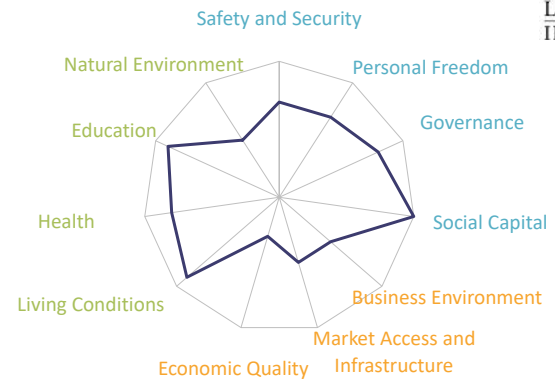 Safety and Security
Natural Environment
Personal Freedom
Education
Governance
Health
Social Capital
Living Conditions
Business Environment
Market Access and
Infrastructure
Economic Quality